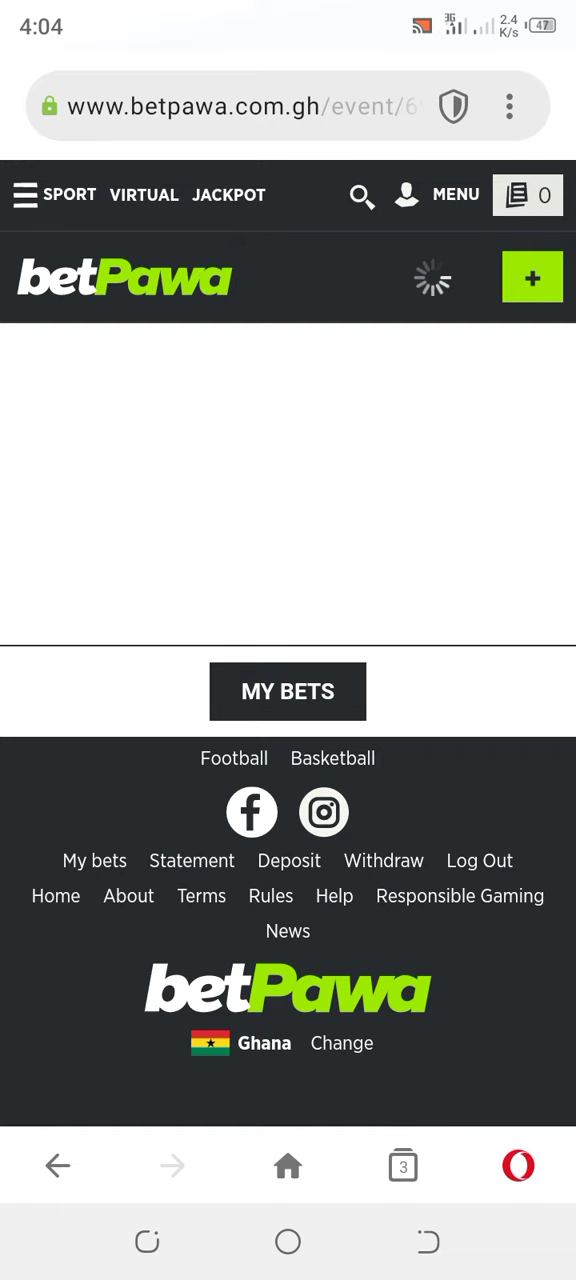 4:04 3G 2.4 K/s 47
www.betpawa.com.gh/event/6
SPORT VIRTUAL JACKPOT MENU 0
betPawa +
MY BETS
Football Basketball
My bets Statement Deposit Withdraw Log Out
Home About Terms Rules Help Responsible Gaming
News
betPawa
Ghana Change
3